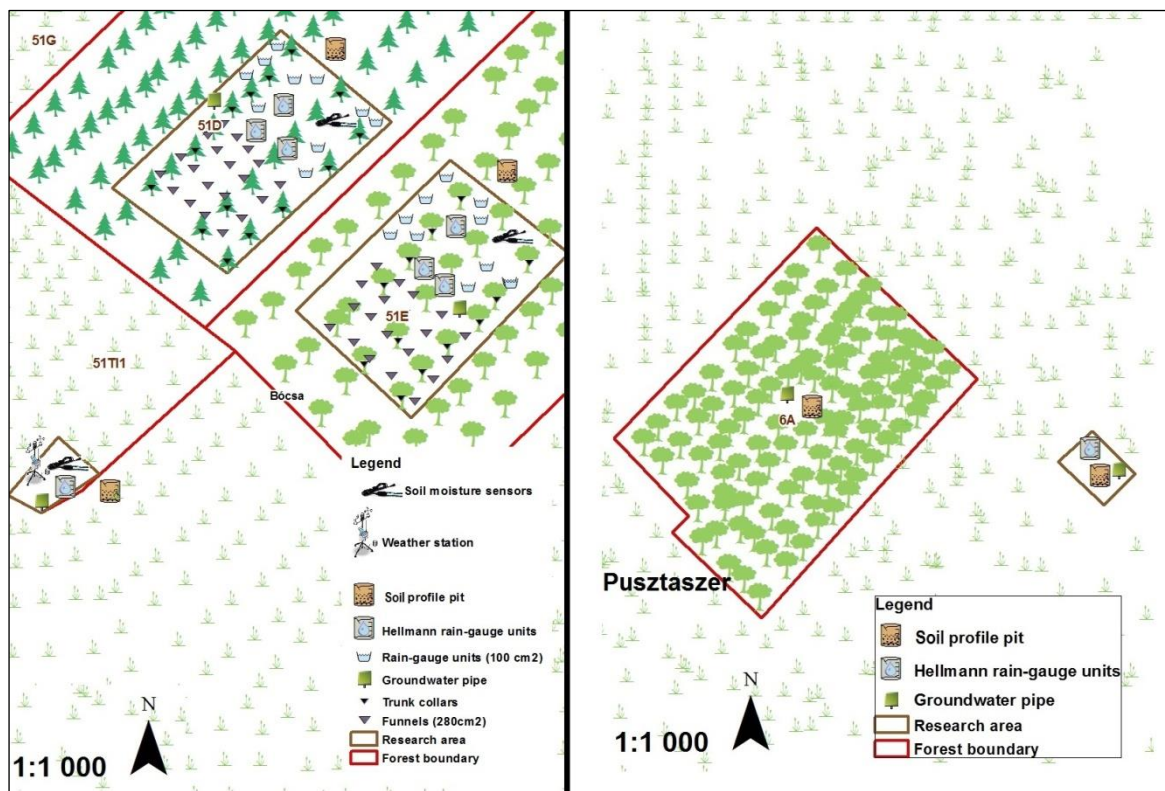 51G
51D
51E
51TI1
Bócsa
Legend
Soil moisture sensors
Weather station
Soil profile pit
Hellmann rain-gauge units
Rain-gauge units (100 cm2)
Groundwater pipe
Trunk collars
Funnels (280cm2)
Research area
Forest boundary
N
1:1 000
6A
Pusztaszer
Legend
Soil profile pit
Hellmann rain-gauge units
Groundwater pipe
Research area
Forest boundary
N
1:1 000